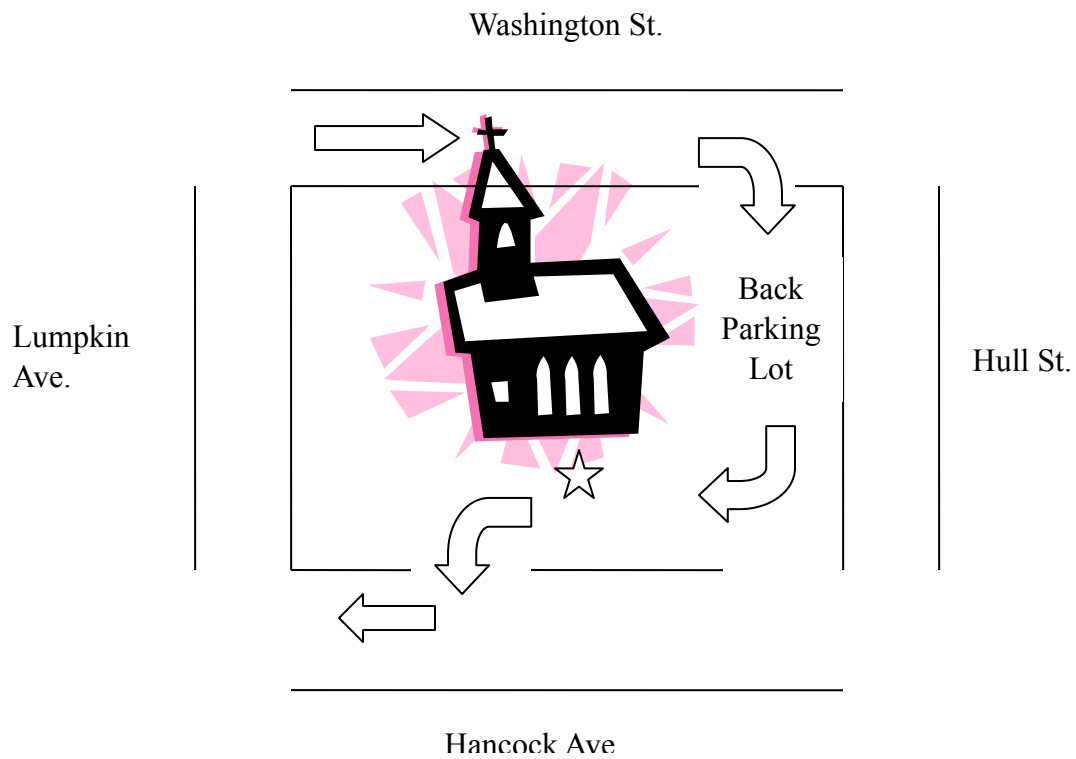 Washington St.
Back
Parking
Lot
Lumpkin
Ave.
Hull St.
Hancock Ave